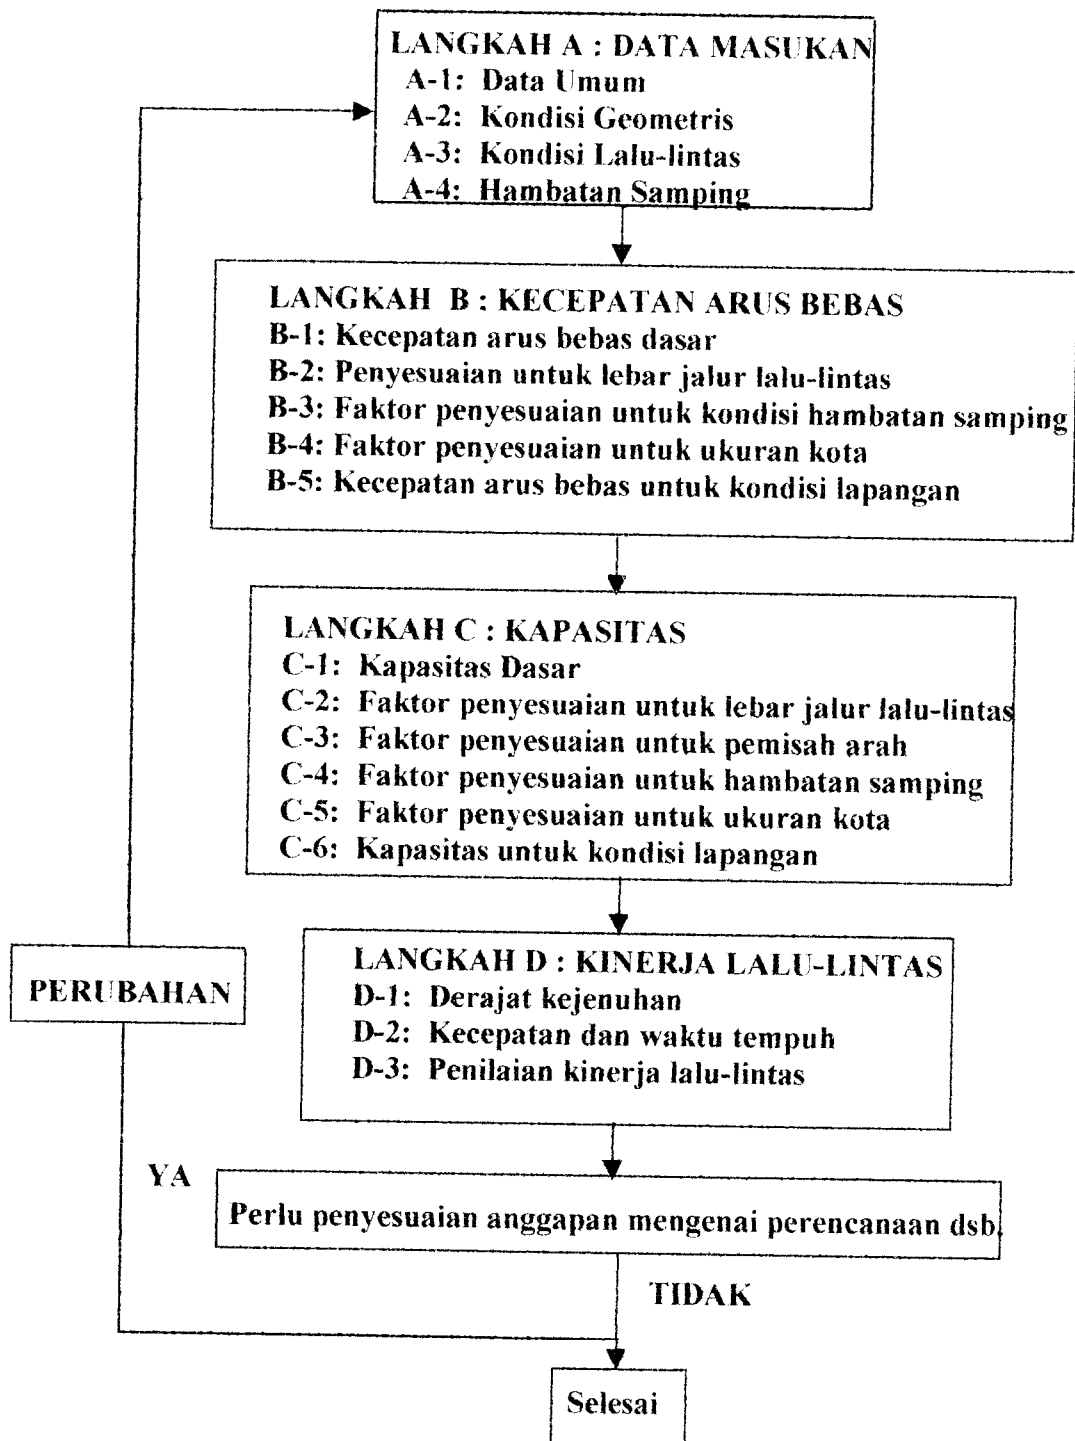 LANGKAH A : DATA MASUKAN
A-1: Data Umum
A-2: Kondisi Geometris
A-3: Kondisi Lalu-lintas
A-4: Hambatan Samping
LANGKAH B : KECEPATAN ARUS BEBAS
B-1: Kecepatan arus bebas dasar
B-2: Penyesuaian untuk lebar jalur lalu-lintas
B-3: Faktor penyesuaian untuk kondisi hambatan samping
B-4: Faktor penyesuaian untuk ukuran kota
B-5: Kecepatan arus bebas untuk kondisi lapangan
LANGKAH C : KAPASITAS
C-1: Kapasitas Dasar
C-2: Faktor penyesuaian untuk lebar jalur lalu-lintas
C-3: Faktor penyesuaian untuk pemisah arah
C-4: Faktor penyesuaian untuk hambatan samping
C-5: Faktor penyesuaian untuk ukuran kota
C-6: Kapasitas untuk kondisi lapangan
LANGKAH D : KINERJA LALU-LINTAS
D-1: Derajat kejenuhan
D-2: Kecepatan dan waktu tempuh
D-3: Penilaian kinerja lalu-lintas
PERUBAHAN
YA
Perlu penyesuaian anggapan mengenai perencanaan dsb.
TIDAK
Selesai